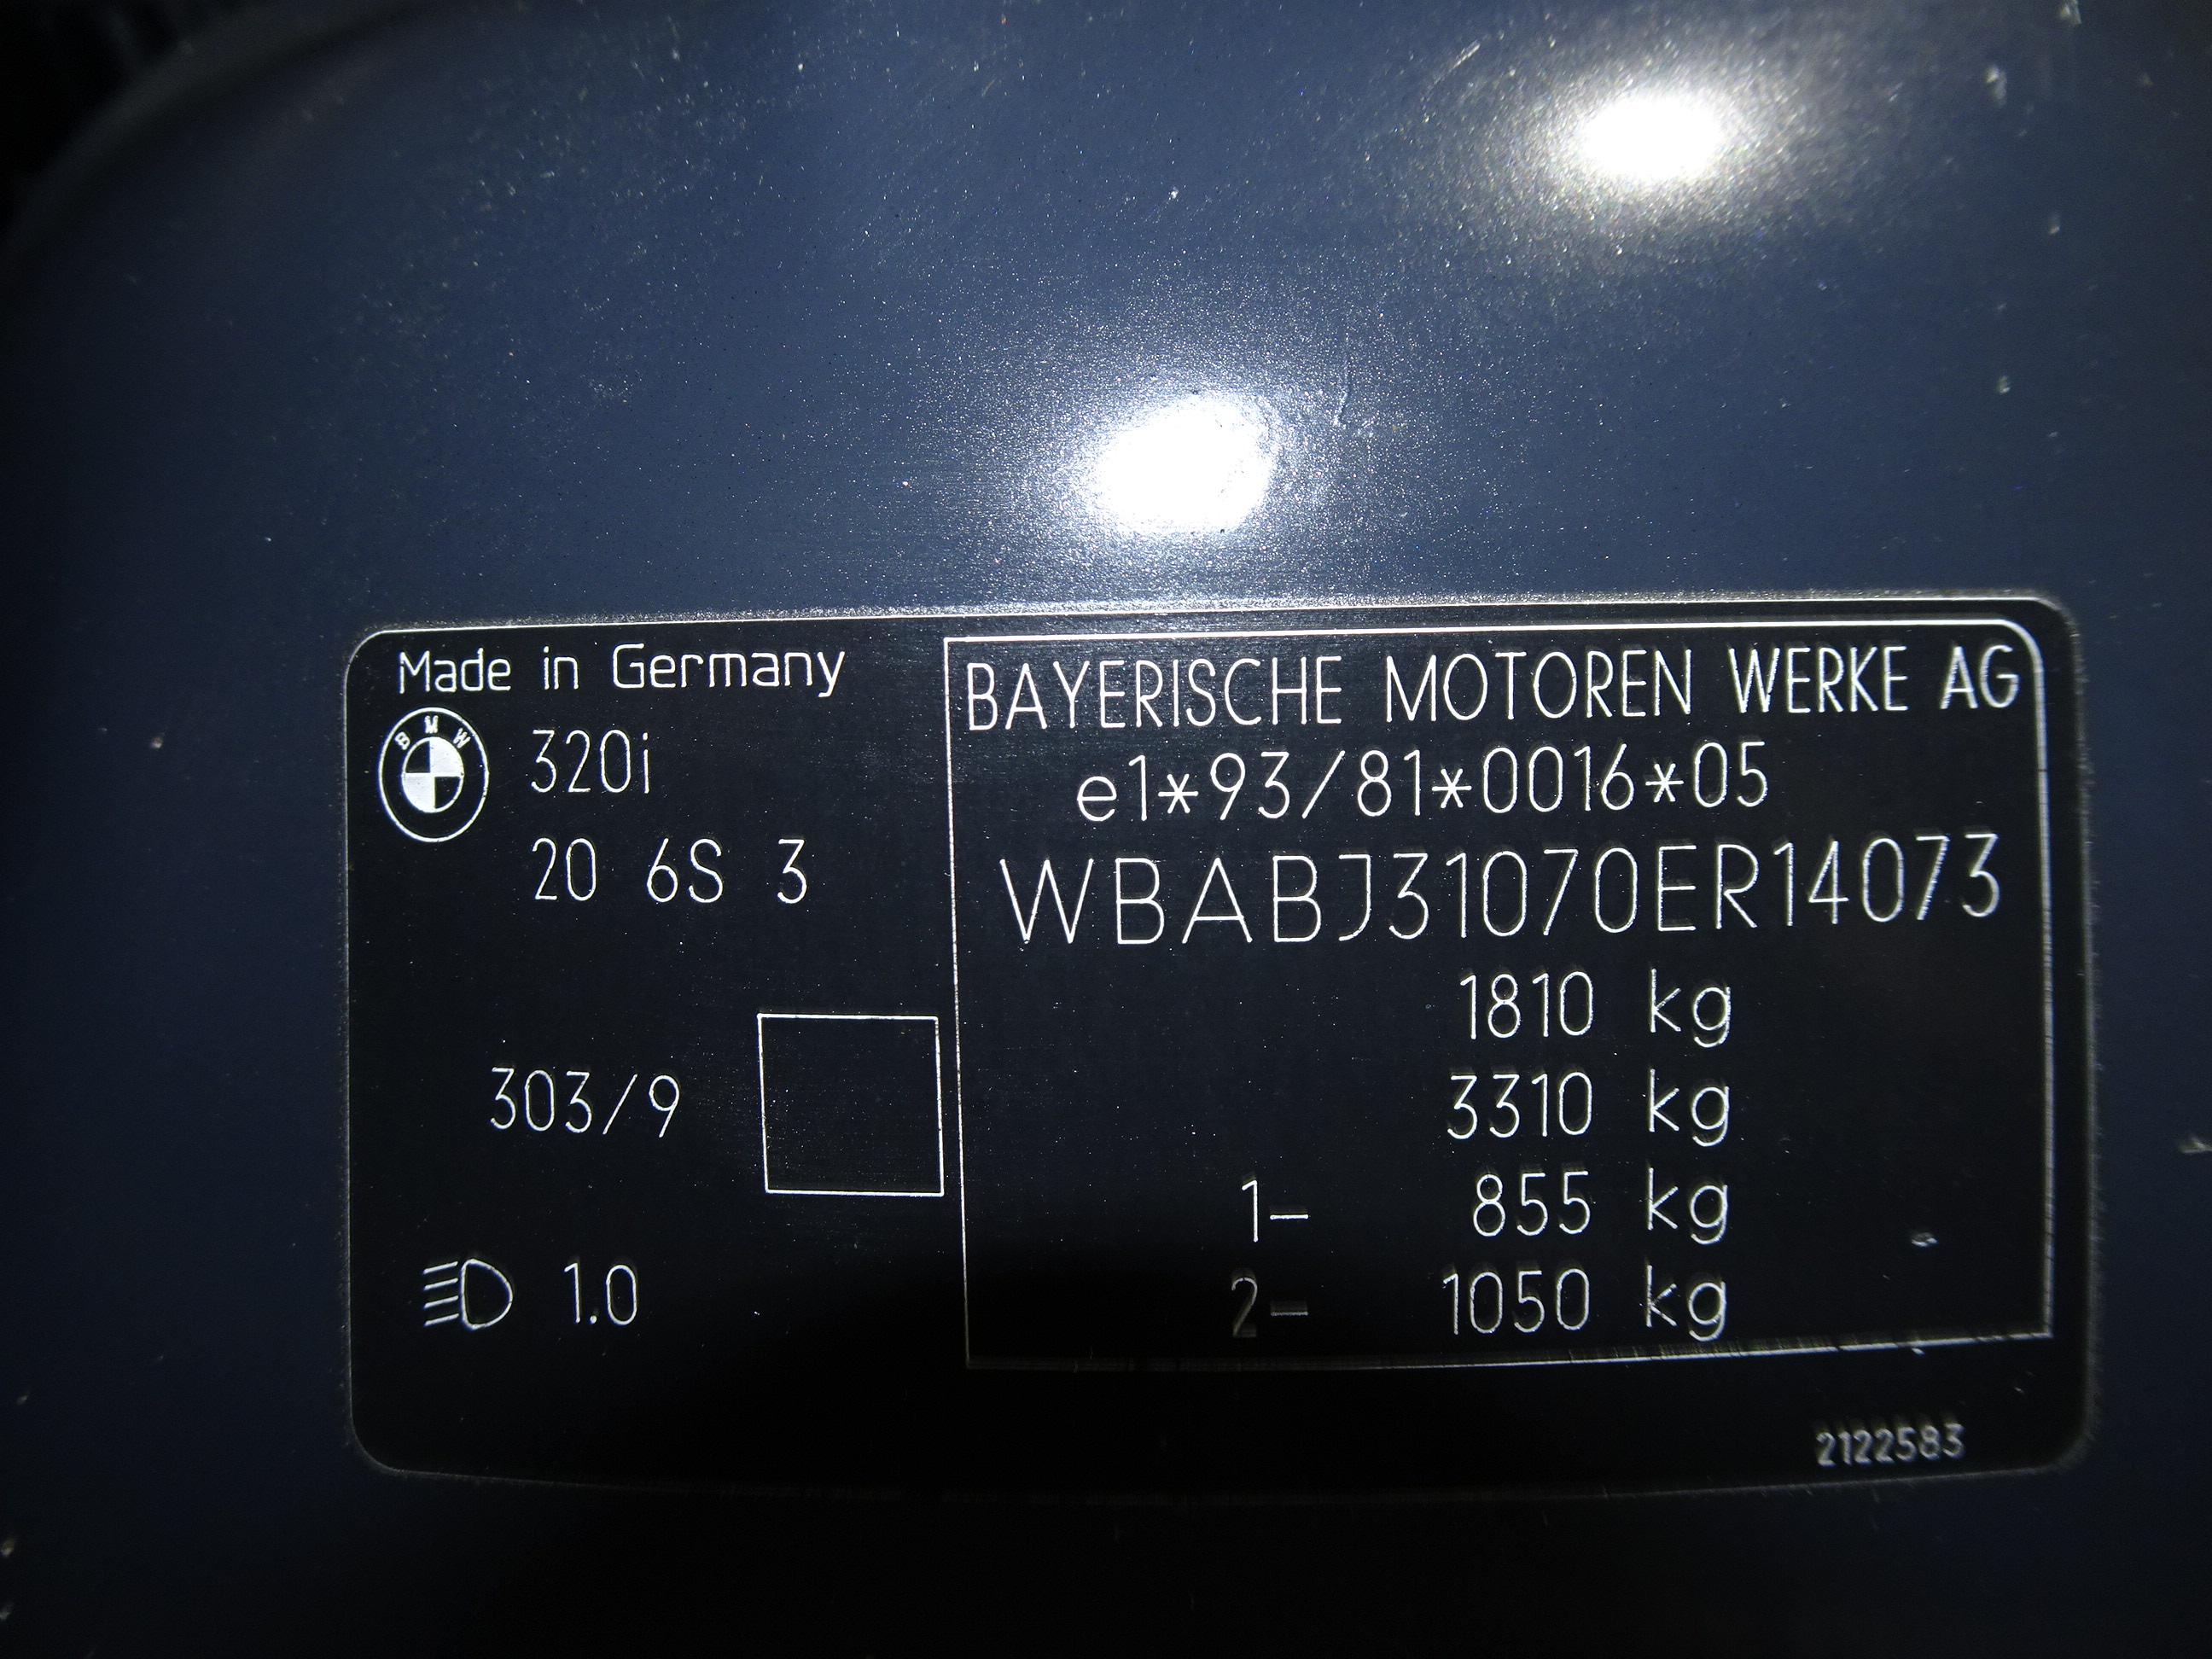 Made in Germany
BMW
320i
20 6S 3
303/9
1.0
BAYERISCHE MOTOREN WERKE AG
e1*93/81*0016*05
WBABJ31070ER14073
1810 kg
3310 kg
1- 855 kg
2- 1050 kg
2122583